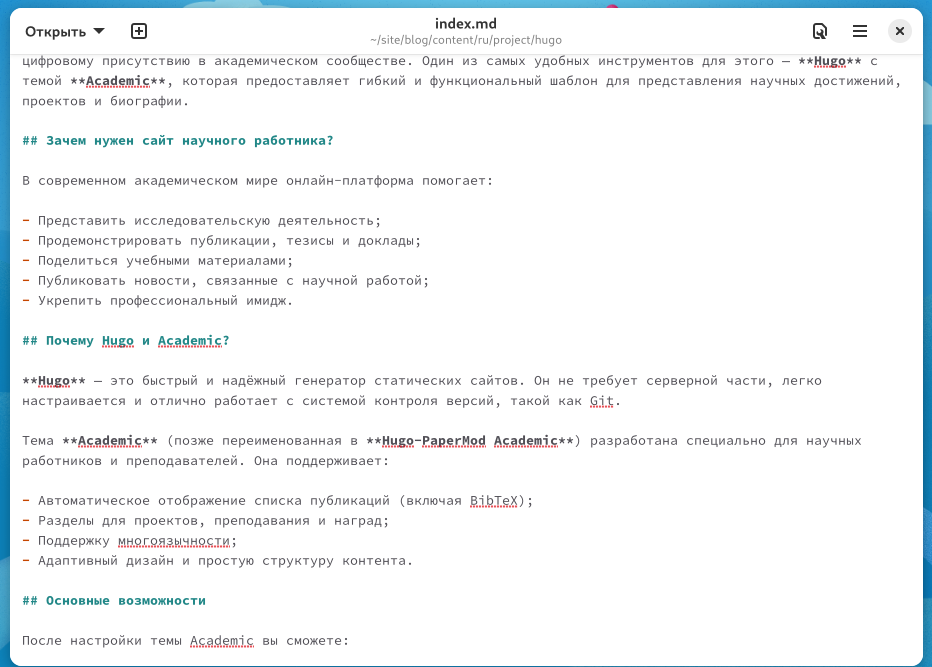 Открыть
index.md
~/site/blog/content/ru/project/hugo
цифровому присутствию в академическом сообществе. Один из самых удобных инструментов для этого — **Hugo** с
темой **Academic**, которая предоставляет гибкий и функциональный шаблон для представления научных достижений,
проектов и биографии.
## Зачем нужен сайт научного работника?
В современном академическом мире онлайн-платформа помогает:
- Представить исследовательскую деятельность;
- Продемонстрировать публикации, тезисы и доклады;
- Поделиться учебными материалами;
- Публиковать новости, связанные с научной работой;
- Укрепить профессиональный имидж.
## Почему Hugo и Academic?
**Hugo** — это быстрый и надёжный генератор статических сайтов. Он не требует серверной части, легко
настраивается и отлично работает с системой контроля версий, такой как Git.
Тема **Academic** (позже переименованная в **Hugo-PaperMod Academic**) разработана специально для научных
работников и преподавателей. Она поддерживает:
- Автоматическое отображение списка публикаций (включая BibTeX);
- Разделы для проектов, преподавания и наград;
- Поддержку многоязычности;
- Адаптивный дизайн и простую структуру контента.
## Основные возможности
После настройки темы Academic вы сможете: